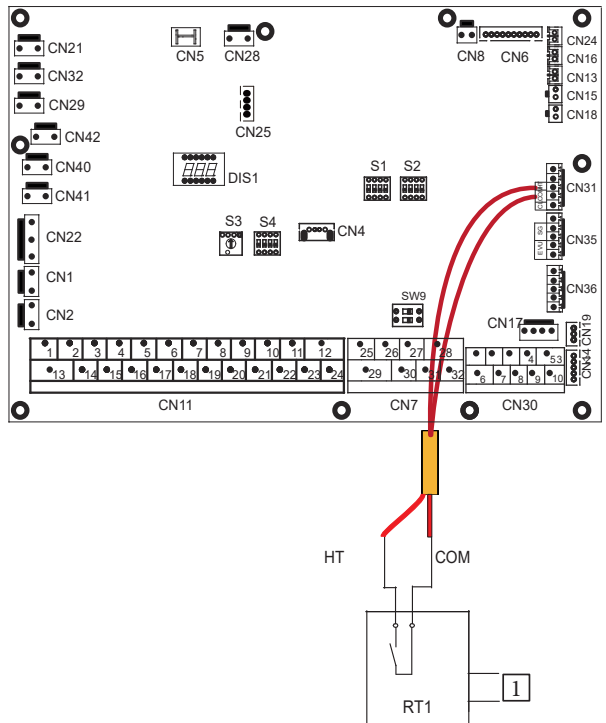 CN21
CN5
CN28
CN8
CN6
CN24
CN32
CN16
CN13
CN29
CN15
CN25
CN18
CN42
CN40
DIS1
S1
S2
CN31
CN41
S3
S4
CN4
SG
CN35
EVU
CN22
CN1
CN36
SW9
CN2
CN17
CN19
1 2 3 4 5 6 7 8 9 10 11 12
25 26 27 28
4 53
CN14
13 14 15 16 17 18 19 20 21 22 23 24
29 30 31 32
6 7 8 9 10
CN11
CN7
CN30
HT
COM
RT1
1